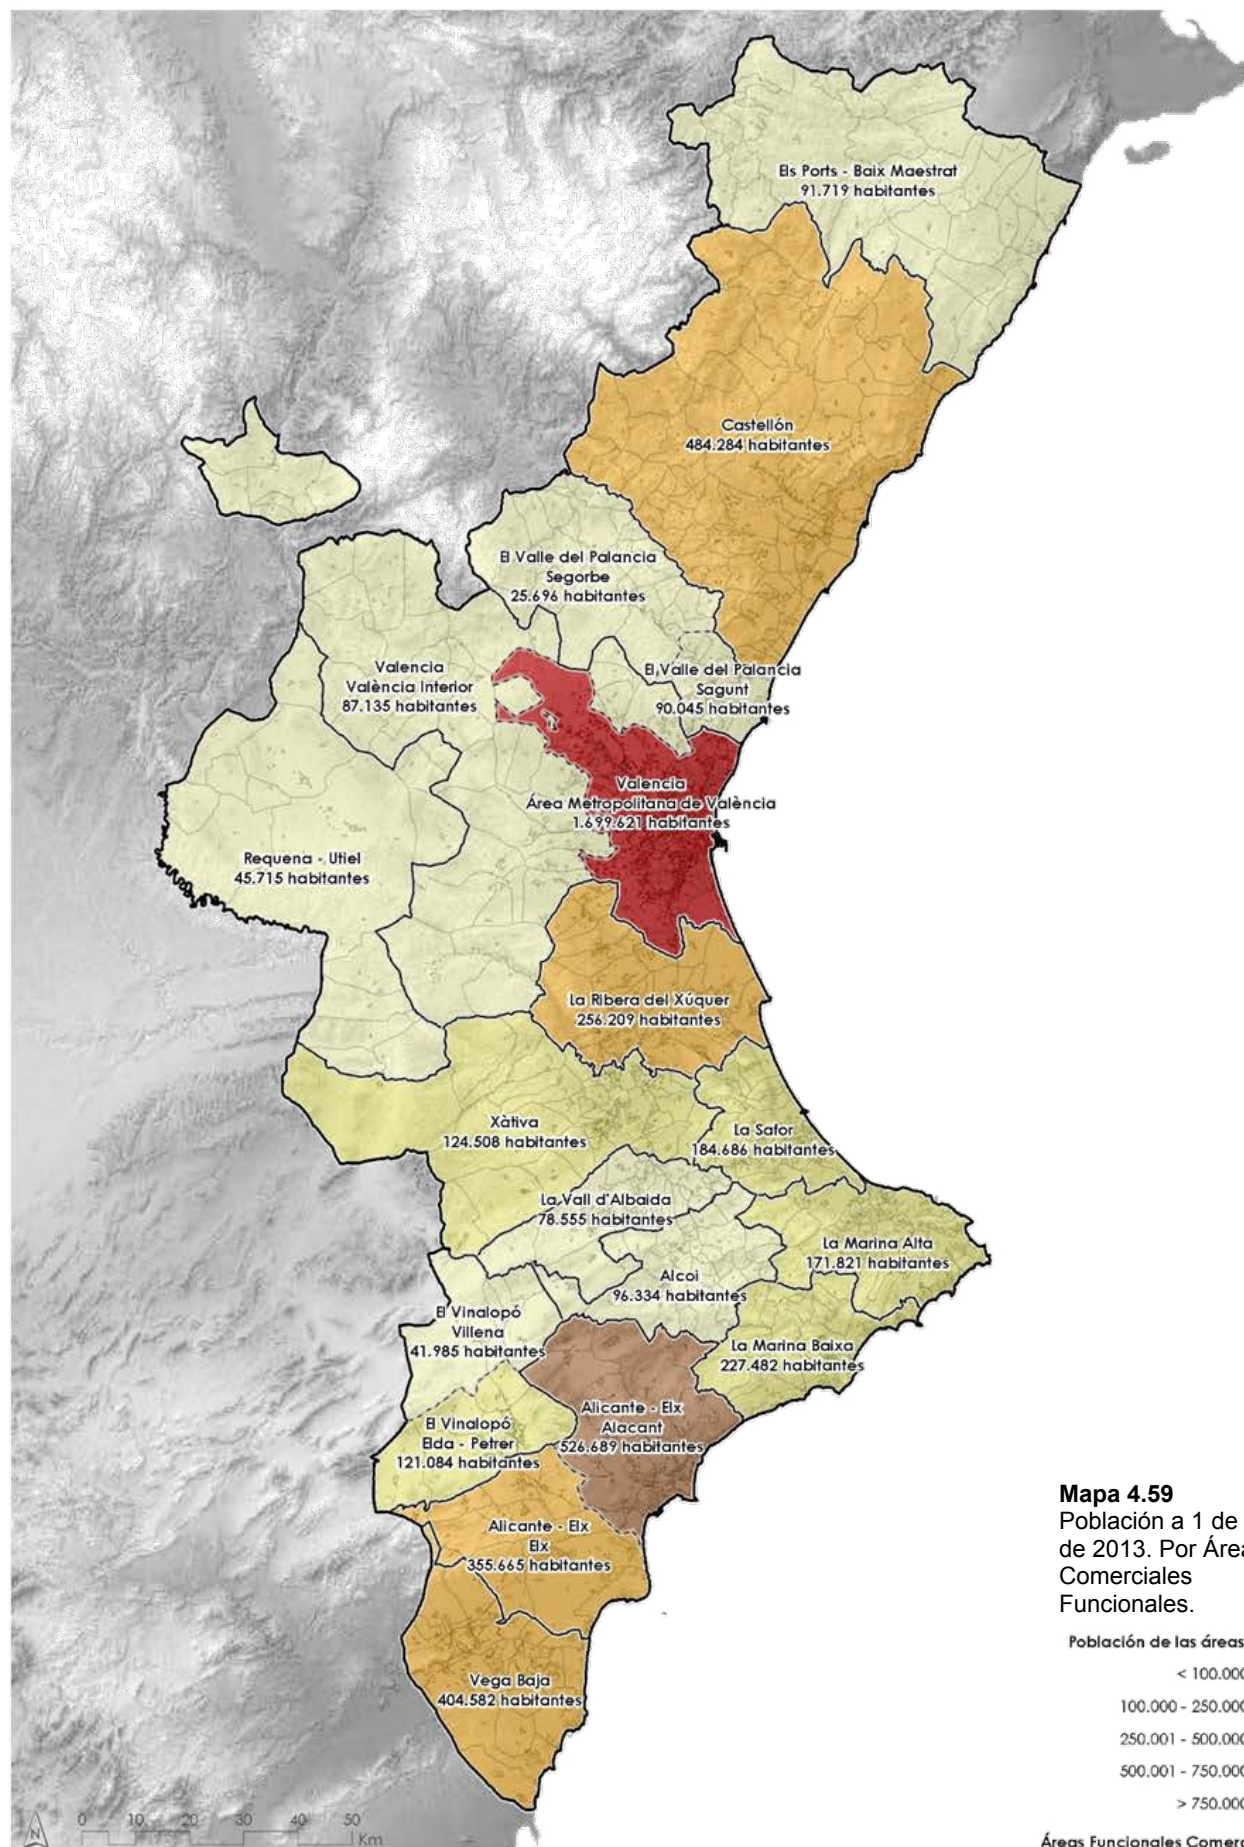 Els Ports - Baix Maestrat
91.719 habitantes
Castellón
484.284 habitantes
El Valle del Palancia
Segorbe
25.696 habitantes
Valencia
València Interior
87.135 habitantes
El Valle del Palancia
Sagunt
90.045 habitantes
Valencia
Área Metropolitana de València
1.699.621 habitantes
Requena - Utiel
45.715 habitantes
La Ribera del Xúquer
256.209 habitantes
Xàtiva
124.508 habitantes
La Safor
184.686 habitantes
La Vall d'Albaida
78.555 habitantes
La Marina Alta
171.821 habitantes
Alcoi
96.334 habitantes
El Vinalopó
Villena
41.985 habitantes
La Marina Baixa
227.482 habitantes
Alicante - Elx
Alacant
526.689 habitantes
El Vinalopó
Elda - Petrer
121.084 habitantes
Alicante - Elx
Elx
355.665 habitantes
Vega Baja
404.582 habitantes
Mapa 4.59
Población a 1 de
de 2013. Por Área
Comerciales
Funcionales.
Población de las áreas
< 100.000
100.000 - 250.000
250.001 - 500.000
500.001 - 750.000
> 750.000
Áreas Funcionales Comerc
N
0 10 20 30 40 50
Km